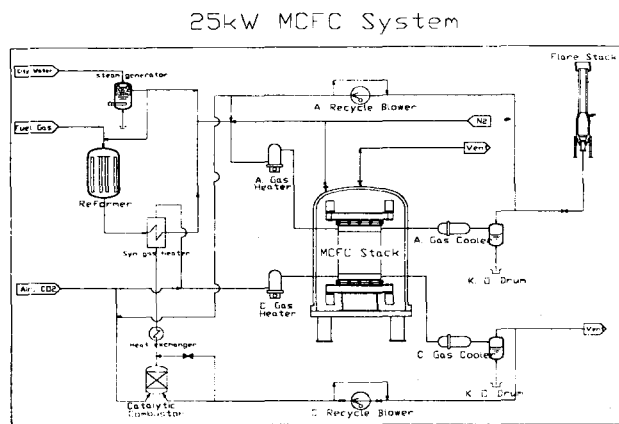 25kW MCFC System
Flare Stack
City Water
steam generator
A. Recycle Blower
Fuel Gas
N2
Ven
A. Gas
Heater
Reformer
MCFC Stack
A. Gas Cooler
Syn gas heater
K. O. Drum
Air, CO2
C. Gas
Heater
Ven
Heat exchanger
C. Gas Cooler
K. O. Drum
Catalytic
Combustor
C Recycle Blower